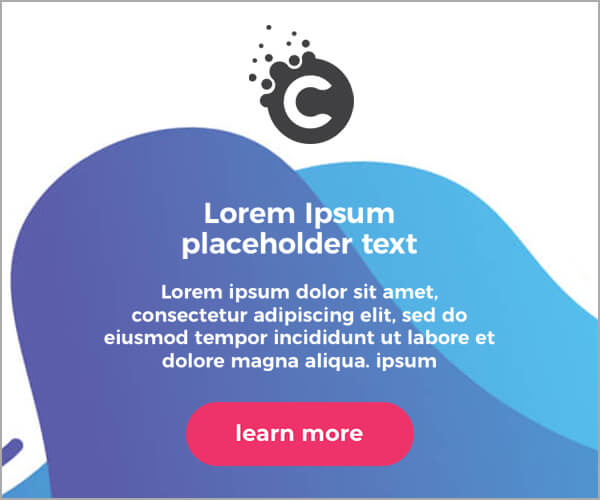 C
Lorem Ipsum
placeholder text
Lorem ipsum dolor sit amet,
consectetur adipiscing elit, sed do
eiusmod tempor incididunt ut labore et
dolore magna aliqua. ipsum
learn more